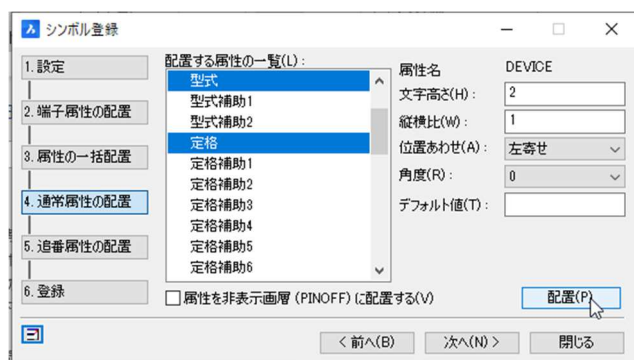 シンボル登録
1.設定
2.端子属性の配置
3.属性の一括配置
4.通常属性の配置
5.追番属性の配置
6.登録
配置する属性の一覧(L):
型式
型式補助1
型式補助2
定格
定格補助1
定格補助2
定格補助3
定格補助4
定格補助5
定格補助6
属性を非表示画層 (PINOFF) に配置する(V)
属性名 DEVICE
文字高さ(H): 2
縦横比(W): 1
位置あわせ(A): 左寄せ
角度(R): 0
デフォルト値(T):
配置(P)
< 前へ(B)
次へ(N) >
閉じる